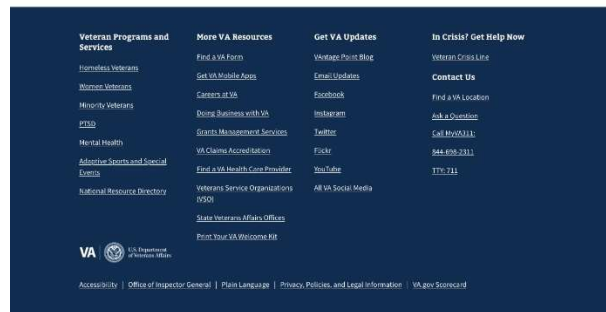 Veteran Programs and
Services
Homeless Veterans
Women Veterans
Minority Veterans
PTSD
Mental Health
Adaptive Sports and Special
Events
National Resource Directory
More VA Resources
Find a VA Form
Get VA Mobile Apps
Careers at VA
Doing Business with VA
Grants Management Services
VA Claims Accreditation
Find a VA Health Care Provider
Veterans Service Organizations
(VSO)
State Veterans Affairs Offices
Print Your VA Welcome Kit
Get VA Updates
VAntage Point Blog
Email Updates
Facebook
Instagram
Twitter
Flickr
YouTube
All VA Social Media
In Crisis? Get Help Now
Veteran Crisis Line
Contact Us
Find a VA Location
Ask a Question
Call MyVA311:
844-698-2311
TTY: 711
VA
U.S. Department
of Veterans Affairs
Accessibility | Office of Inspector General | Plain Language | Privacy, Policies, and Legal Information | VA.gov Scorecard